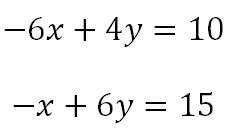 −6x + 4y = 10
−x + 6y = 15